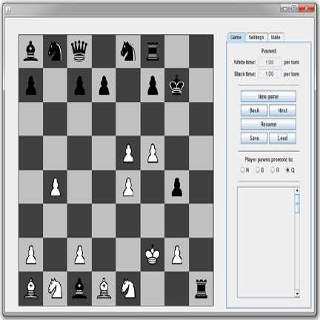 Game Settings Make
Paused
White time: 1:00 per turn
Black time: 1:00 per turn
New game
Back Next
Resume
Save Load
Player pawns promote to:
N B R Q